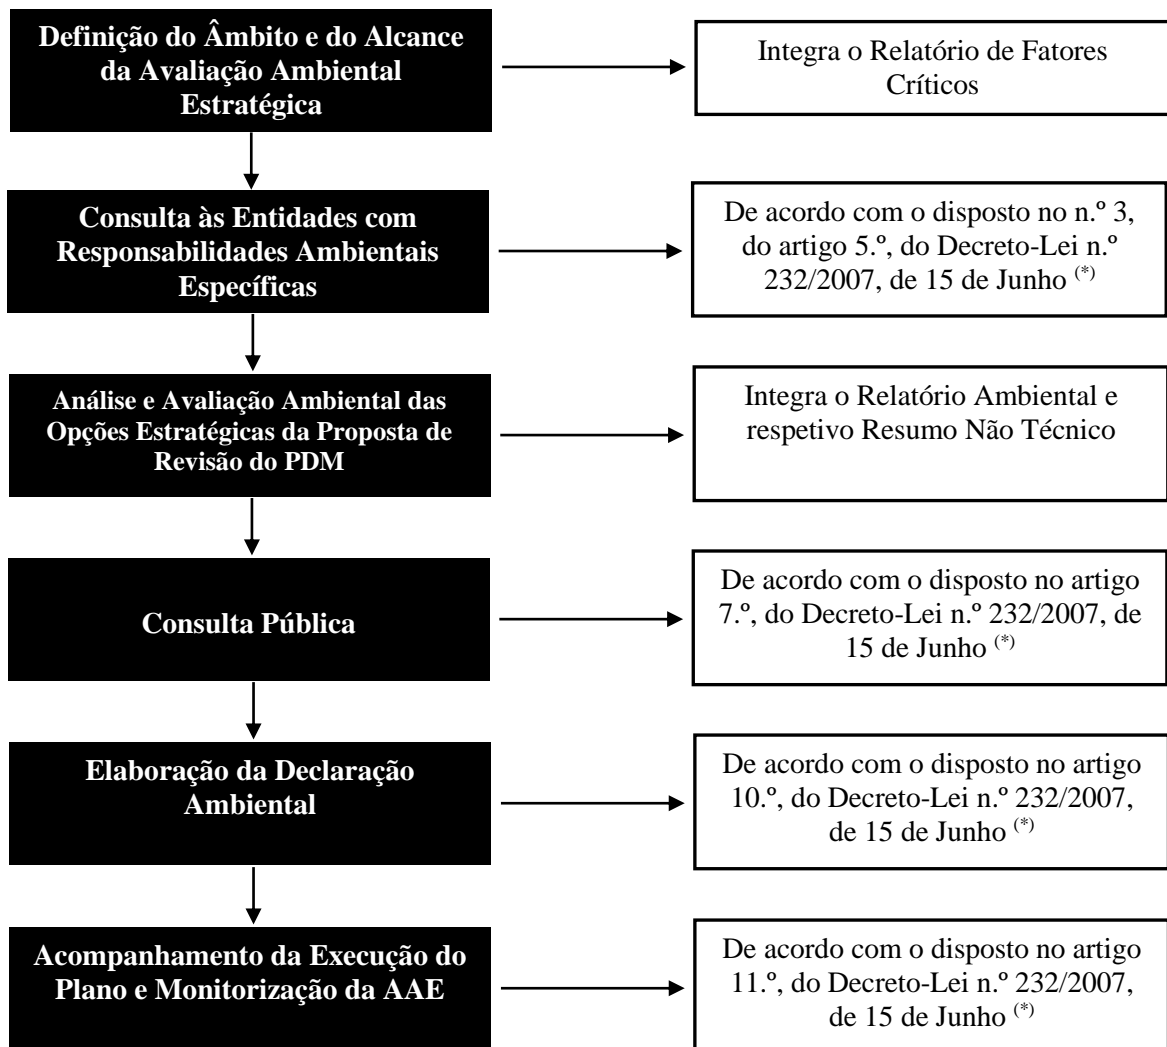 Definição do Âmbito e do Alcance
da Avaliação Ambiental
Estratégica
Integra o Relatório de Fatores
Críticos
Consulta às Entidades com
Responsabilidades Ambientais
Específicas
De acordo com o disposto no n.º 3,
do artigo 5.º, do Decreto-Lei n.º
232/2007, de 15 de Junho (*)
Análise e Avaliação Ambiental das
Opções Estratégicas da Proposta de
Revisão do PDM
Integra o Relatório Ambiental e
respetivo Resumo Não Técnico
Consulta Pública
De acordo com o disposto no artigo
7.º, do Decreto-Lei n.º 232/2007, de
15 de Junho (*)
Elaboração da Declaração
Ambiental
De acordo com o disposto no artigo
10.º, do Decreto-Lei n.º 232/2007,
de 15 de Junho (*)
Acompanhamento da Execução do
Plano e Monitorização da AAE
De acordo com o disposto no artigo
11.º, do Decreto-Lei n.º 232/2007,
de 15 de Junho (*)